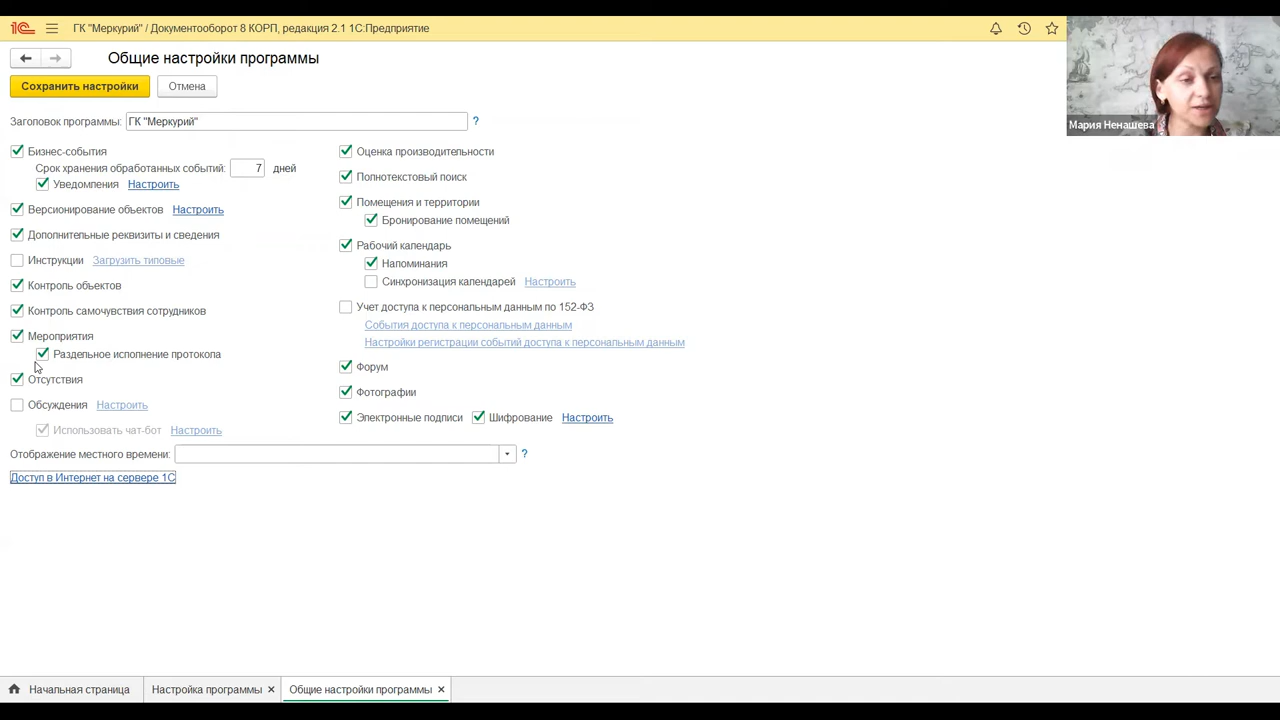 1С ГК "Меркурий" / Документооборот 8 КОРП, редакция 2.1 1С:Предприятие
Общие настройки программы
Сохранить настройки Отмена
Заголовок программы: ГК "Меркурий" ?
Мария Ненашева
Бизнес-события
Срок хранения обработанных событий: 7 дней
Уведомления Настроить
Версионирование объектов Настроить
Дополнительные реквизиты и сведения
Инструкции Загрузить типовые
Контроль объектов
Контроль самочувствия сотрудников
Мероприятия
Раздельное исполнение протокола
Отсутствия
Обсуждения Настроить
Использовать чат-бот Настроить
Оценка производительности
Полнотекстовый поиск
Помещения и территории
Бронирование помещений
Рабочий календарь
Напоминания
Синхронизация календарей Настроить
Учет доступа к персональным данным по 152-ФЗ
События доступа к персональным данным
Настройки регистрации событий доступа к персональным данным
Форум
Фотографии
Электронные подписи Шифрование Настроить
Отображение местного времени: ?
Доступ в Интернет на сервере 1С
Начальная страница Настройка программы × Общие настройки программы ×